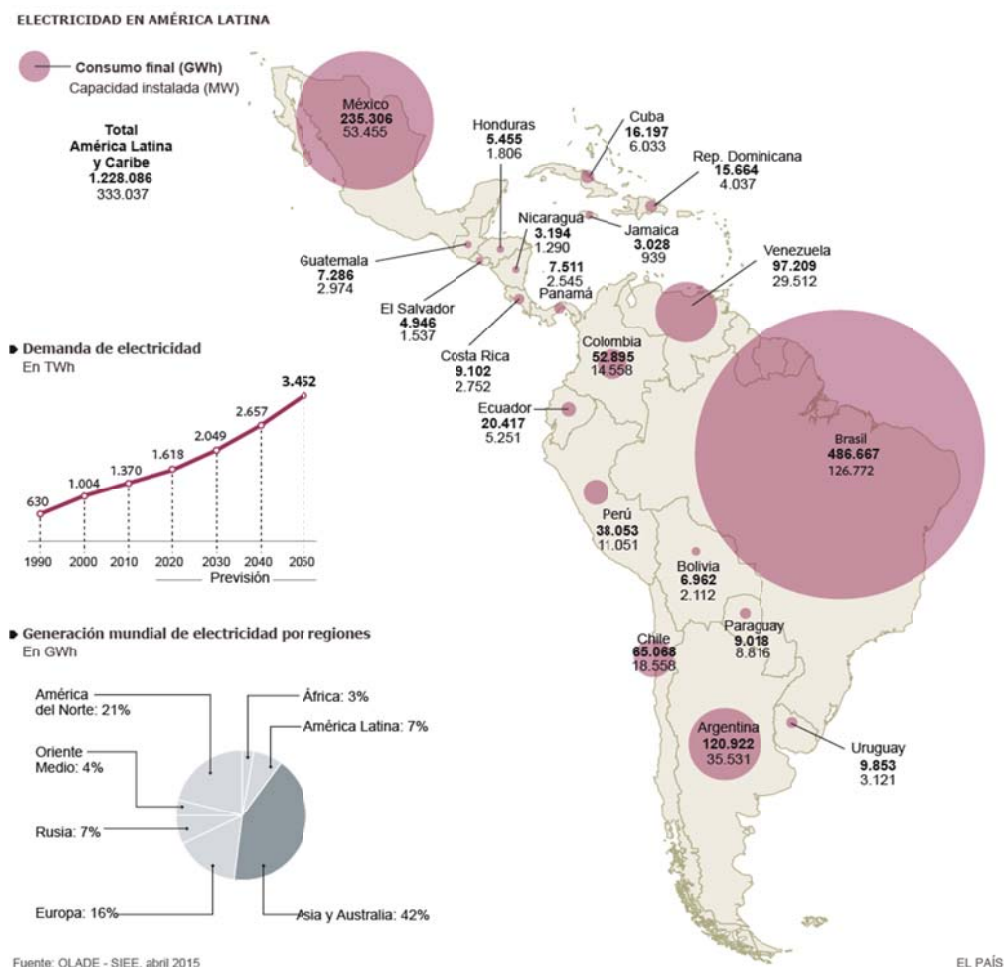 ELECTRICIDAD EN AMÉRICA LATINA
Consumo final (GWh)
Capacidad instalada (MW)
Total
América Latina
y Caribe
1.228.086
333.037
México
235.306
53.455
Honduras
5.455
1.806
Cuba
16.197
6.033
Rep. Dominicana
15.664
4.037
Nicaragua
3.194
1.290
Jamaica
3.028
939
Guatemala
7.286
2.974
El Salvador
4.946
1.537
Costa Rica
9.102
2.752
7.511
2.545
Panamá
Venezuela
97.209
29.512
Colombia
52.895
14.558
Ecuador
20.417
5.251
Brasil
486.667
126.772
Perú
38.053
11.051
Bolivia
6.962
2.112
Paraguay
9.018
8.816
Chile
65.068
18.558
Argentina
120.922
35.531
Uruguay
9.853
3.121
Demanda de electricidad
En TWh
630
1.004
1.370
1.618
2.049
2.657
3.452
1990 2000 2010 2020 2030 2040 2050
Previsión
Generación mundial de electricidad por regiones
En GWh
América
del Norte: 21%
África: 3%
América Latina: 7%
Oriente
Medio: 4%
Rusia: 7%
Europa: 16%
Asia y Australia: 42%
Fuente: OLADE - SIEE, abril 2015
EL PAÍS